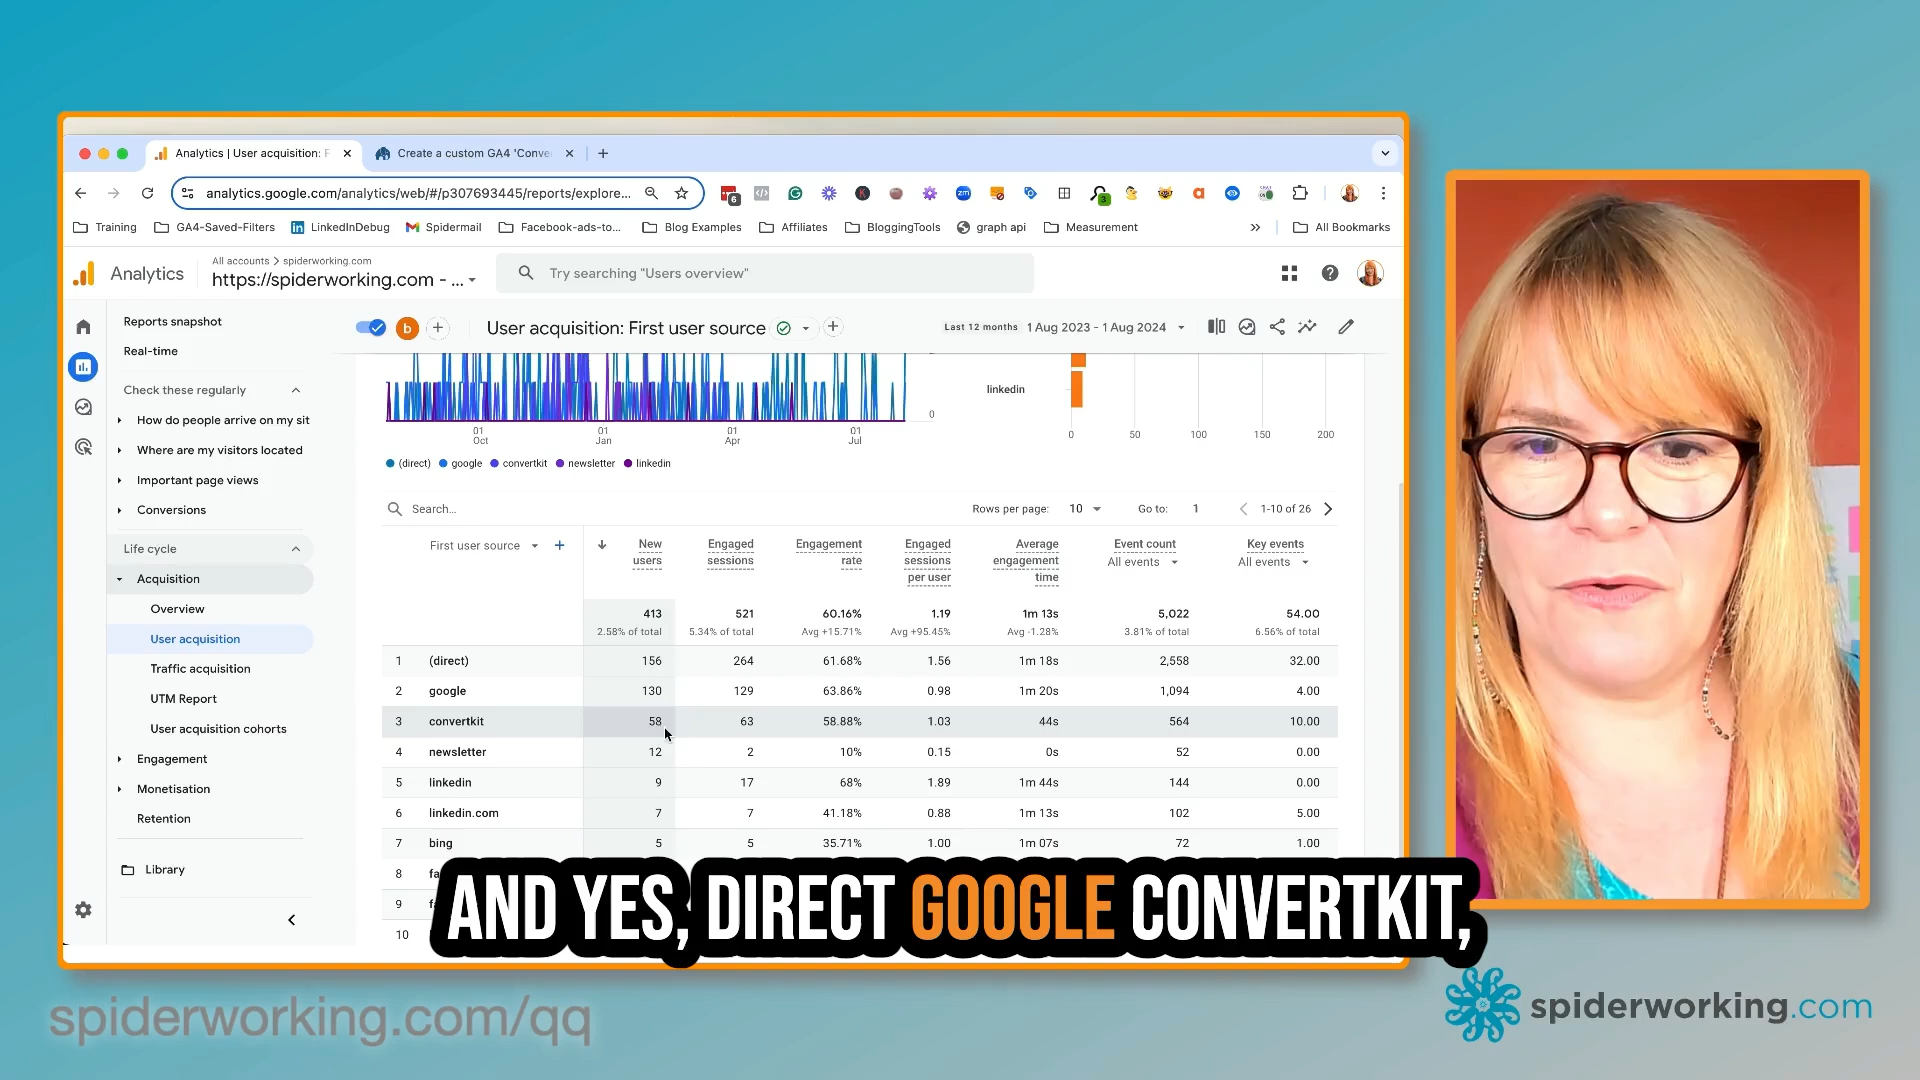 Analytics | User acquisition: F
Create a custom GA4 'Conve
analytics.google.com/analytics/web/#/p307693445/reports/explore...
Training
GA4-Saved-Filters
LinkedInDebug
Spidermail
Facebook-ads-to...
Blog Examples
Affiliates
BloggingTools
graph api
Measurement
All Bookmarks
Analytics
All accounts > spiderworking.com
https://spiderworking.com - ...
Try searching "Users overview"
Reports snapshot
Real-time
Check these regularly
How do people arrive on my sit
Where are my visitors located
Important page views
Conversions
Life cycle
Acquisition
Overview
User acquisition
Traffic acquisition
UTM Report
User acquisition cohorts
Engagement
Monetisation
Retention
Library
b
User acquisition: First user source
Last 12 months 1 Aug 2023 - 1 Aug 2024
0
01 Oct
01 Jan
01 Apr
01 Jul
(direct) google convertkit newsletter linkedin
linkedin
0 50 100 150 200
Search...
Rows per page: 10 Go to: 1 1-10 of 26
First user source
New users
Engaged sessions
Engagement rate
Engaged sessions per user
Average engagement time
Event count
All events
Key events
All events
413 521 60.16% 1.19 1m 13s 5,022 54.00
2.58% of total 5.34% of total Avg +15.71% Avg +95.45% Avg -1.28% 3.81% of total 6.56% of total
1 (direct) 156 264 61.68% 1.56 1m 18s 2,558 32.00
2 google 130 129 63.86% 0.98 1m 20s 1,094 4.00
3 convertkit 58 63 58.88% 1.03 44s 564 10.00
4 newsletter 12 2 10% 0.15 0s 52 0.00
5 linkedin 9 17 68% 1.89 1m 44s 144 0.00
6 linkedin.com 7 7 41.18% 0.88 1m 13s 102 5.00
7 bing 5 5 35.71% 1.00 1m 07s 72 1.00
8 fa
9 f
10
AND YES, DIRECT GOOGLE CONVERTKIT,
spiderworking.com/qq
spiderworking.com